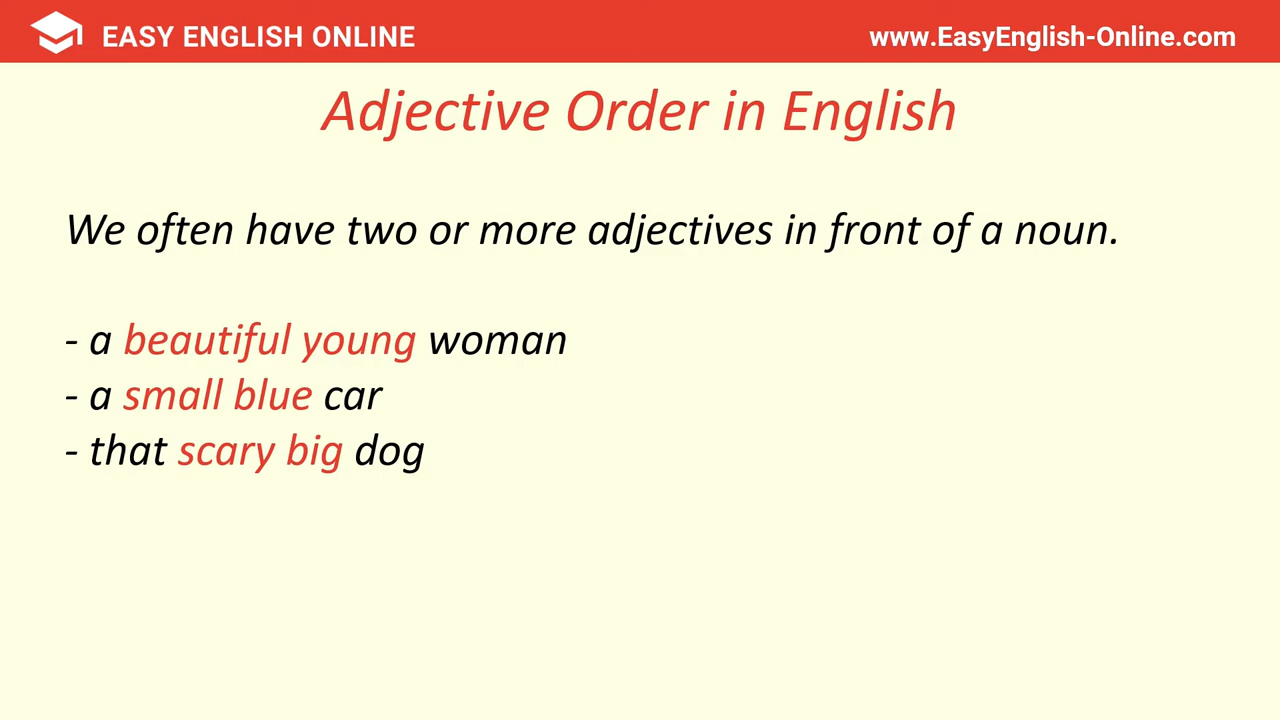 EASY ENGLISH ONLINE
www.EasyEnglish-Online.com
Adjective Order in English
We often have two or more adjectives in front of a noun.
- a beautiful young woman
- a small blue car
- that scary big dog